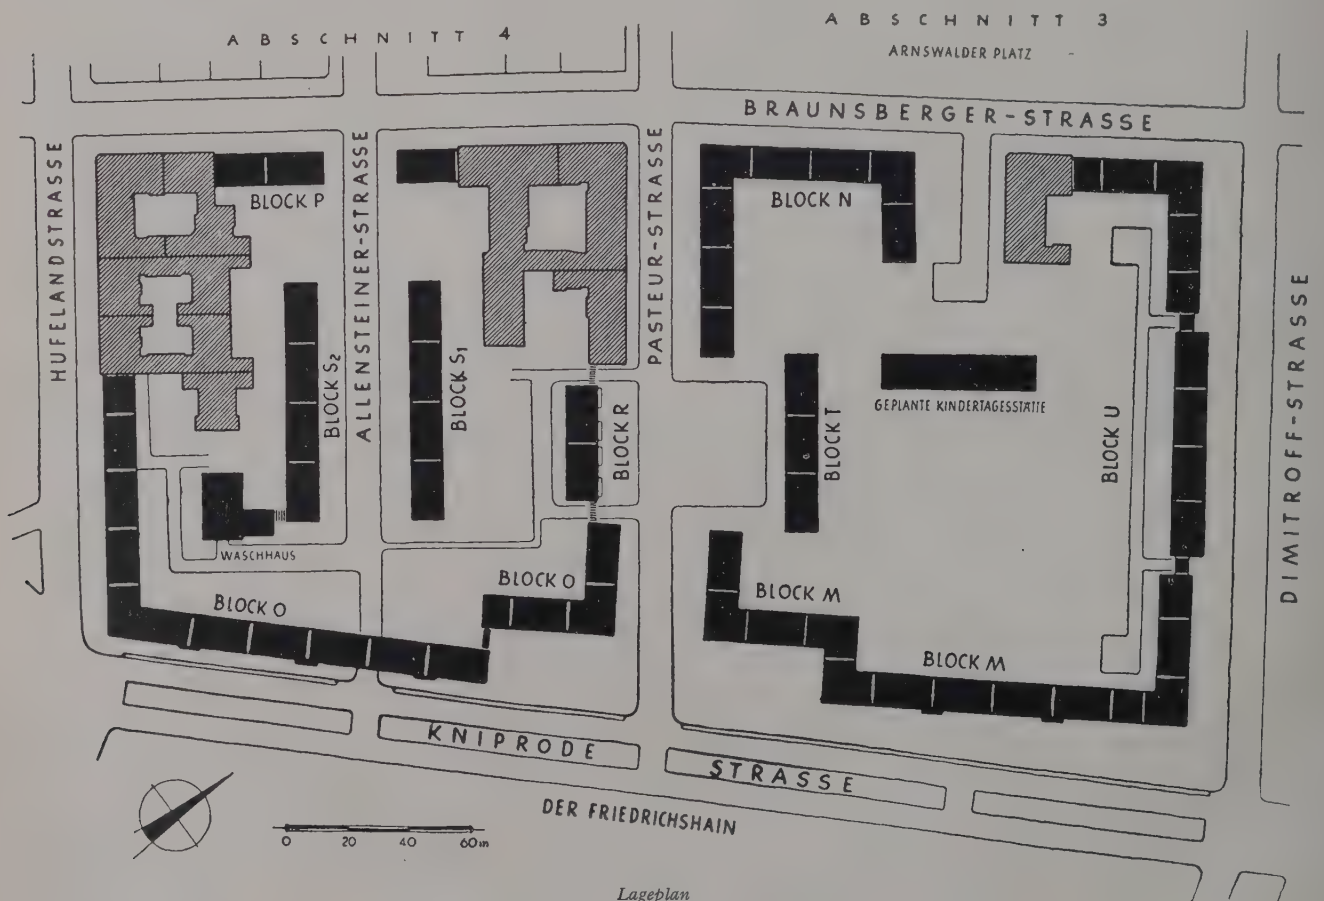 ABSCHNITT 4
ABSCHNITT 3
ARNSWALDER PLATZ
BRAUNSBERGER-STRASSE
HUFELANDSTRASSE
ALLENSTEINER-STRASSE
PASTEUR-STRASSE
DIMITROFF-STRASSE
BLOCK P
BLOCK N
BLOCK S2
BLOCK S1
BLOCK R
BLOCK T
GEPLANTE KINDERTAGESSTÄTTE
BLOCK U
WASCHHAUS
BLOCK O
BLOCK O
BLOCK M
BLOCK M
KNIPRODE
STRASSE
DER FRIEDRICHSHAIN
0 20 40 60m
Lageplan